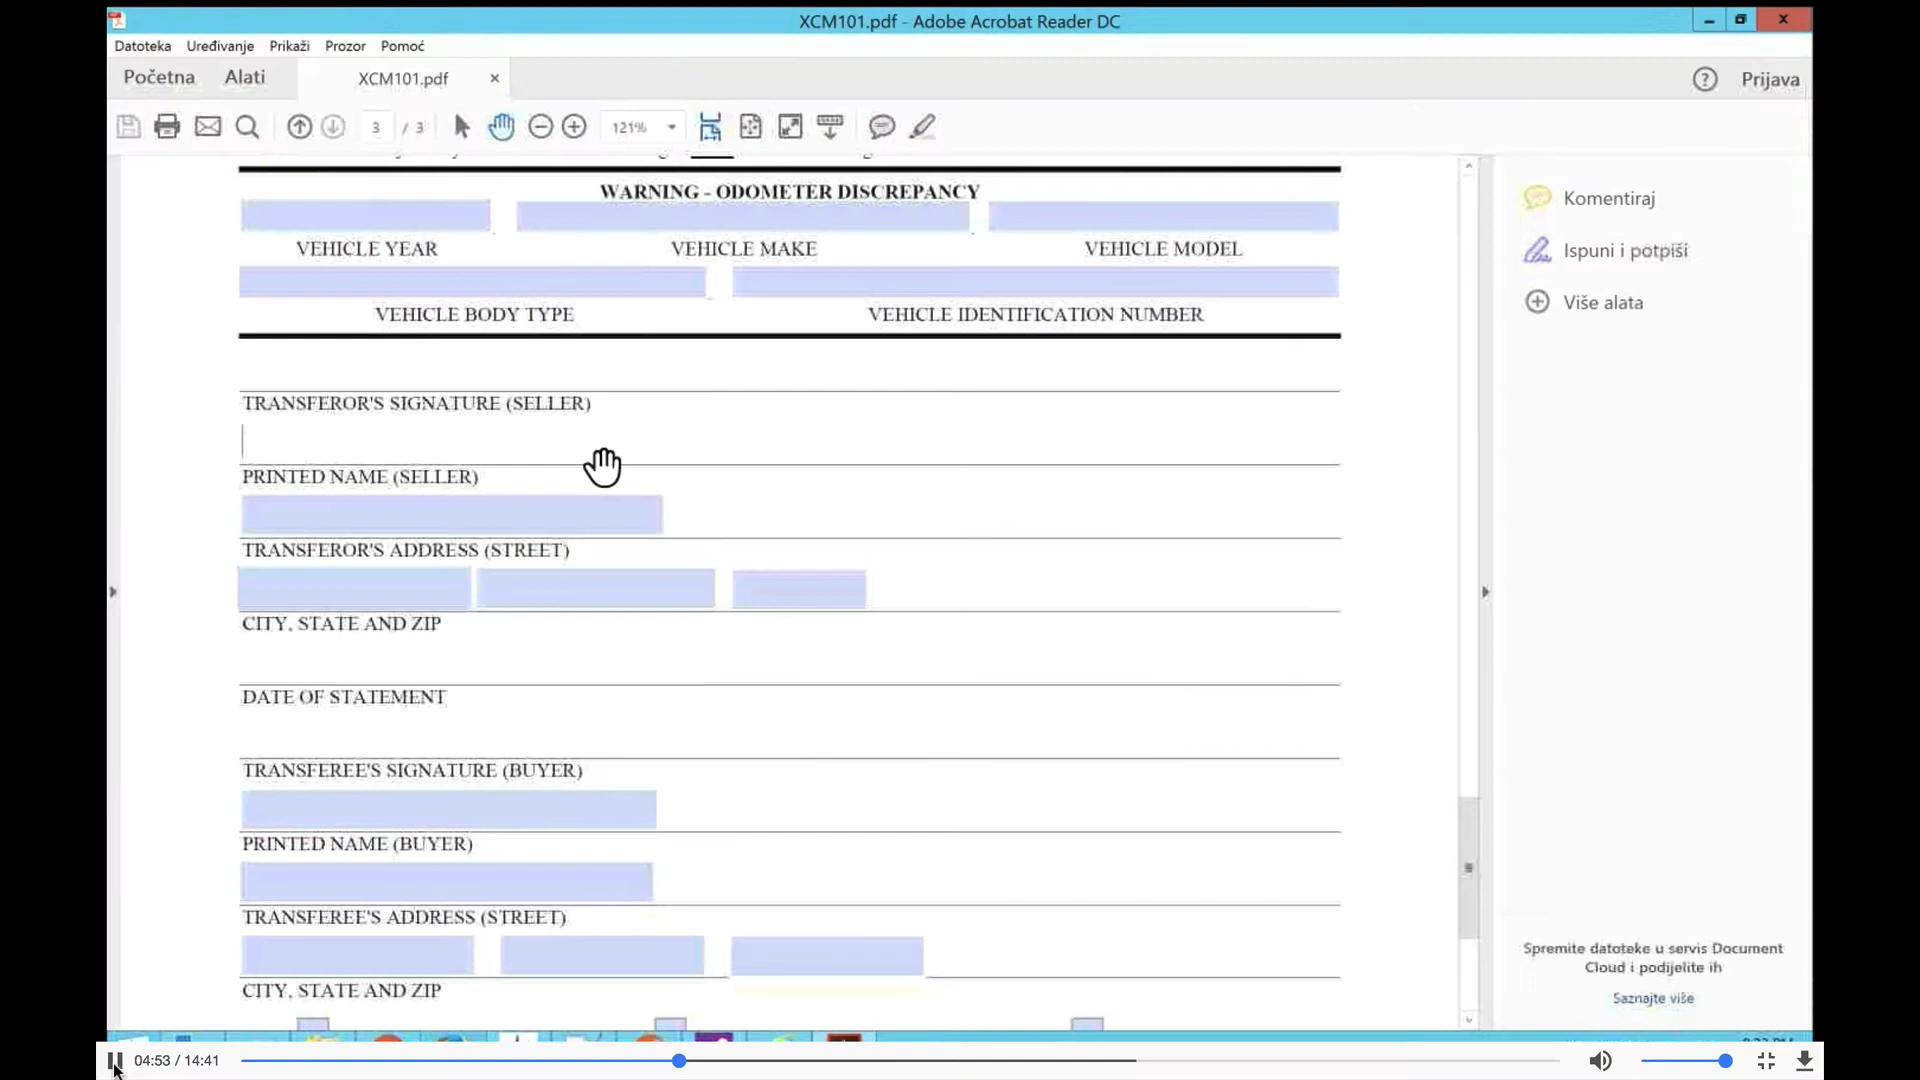 XCM101.pdf - Adobe Acrobat Reader DC
Datoteka Uređivanje Prikaži Prozor Pomoć
Početna Alati XCM101.pdf Prijava
3 / 3 121%
WARNING - ODOMETER DISCREPANCY
VEHICLE YEAR VEHICLE MAKE VEHICLE MODEL
VEHICLE BODY TYPE VEHICLE IDENTIFICATION NUMBER
TRANSFEROR'S SIGNATURE (SELLER)
PRINTED NAME (SELLER)
TRANSFEROR'S ADDRESS (STREET)
CITY, STATE AND ZIP
DATE OF STATEMENT
TRANSFEREE'S SIGNATURE (BUYER)
PRINTED NAME (BUYER)
TRANSFEREE'S ADDRESS (STREET)
CITY, STATE AND ZIP
Komentiraj
Ispuni i potpiši
Više alata
Spremite datoteke u servis Document
Cloud i podijelite ih
Saznajte više
04:53 / 14:41